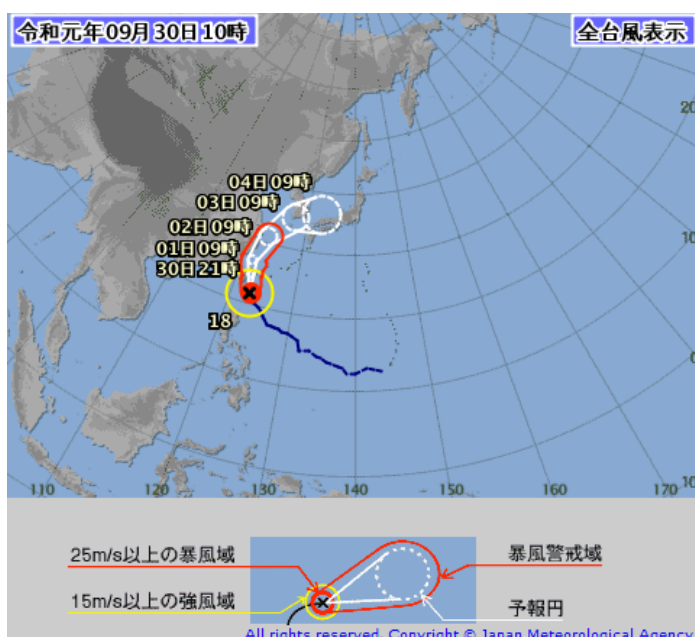 令和元年09月30日10時
全台風表示
04日09時
03日09時
02日09時
01日09時
30日21時
18
20
10
0
10
110
120
130
140
150
160
170
25m/s以上の暴風域
暴風警戒域
15m/s以上の強風域
予報円
All rights reserved. Copyright © Japan Meteorological Agency